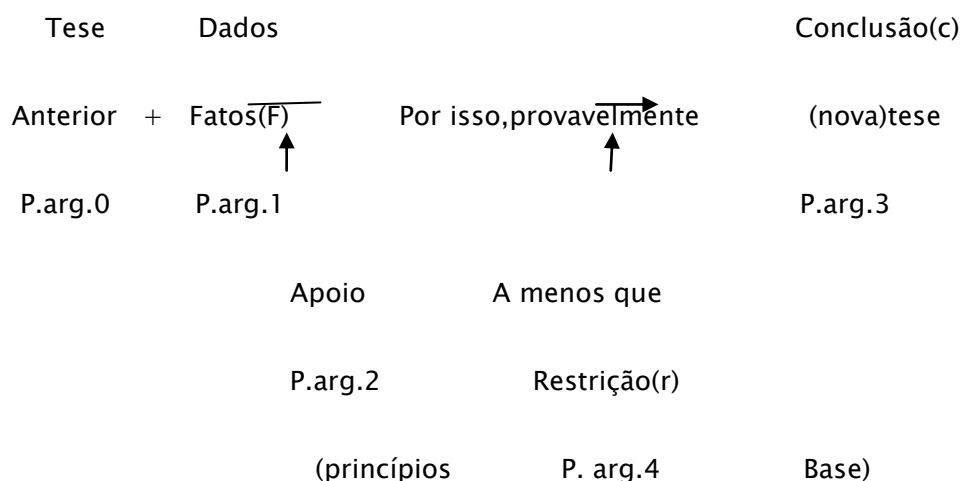 Tese Dados Conclusão(c)
Anterior + Fatos(F) Por isso,provavelmente (nova)tese
P.arg.0 P.arg.1 P.arg.3
Apoio A menos que
P.arg.2 Restrição(r)
(princípios P. arg.4 Base)